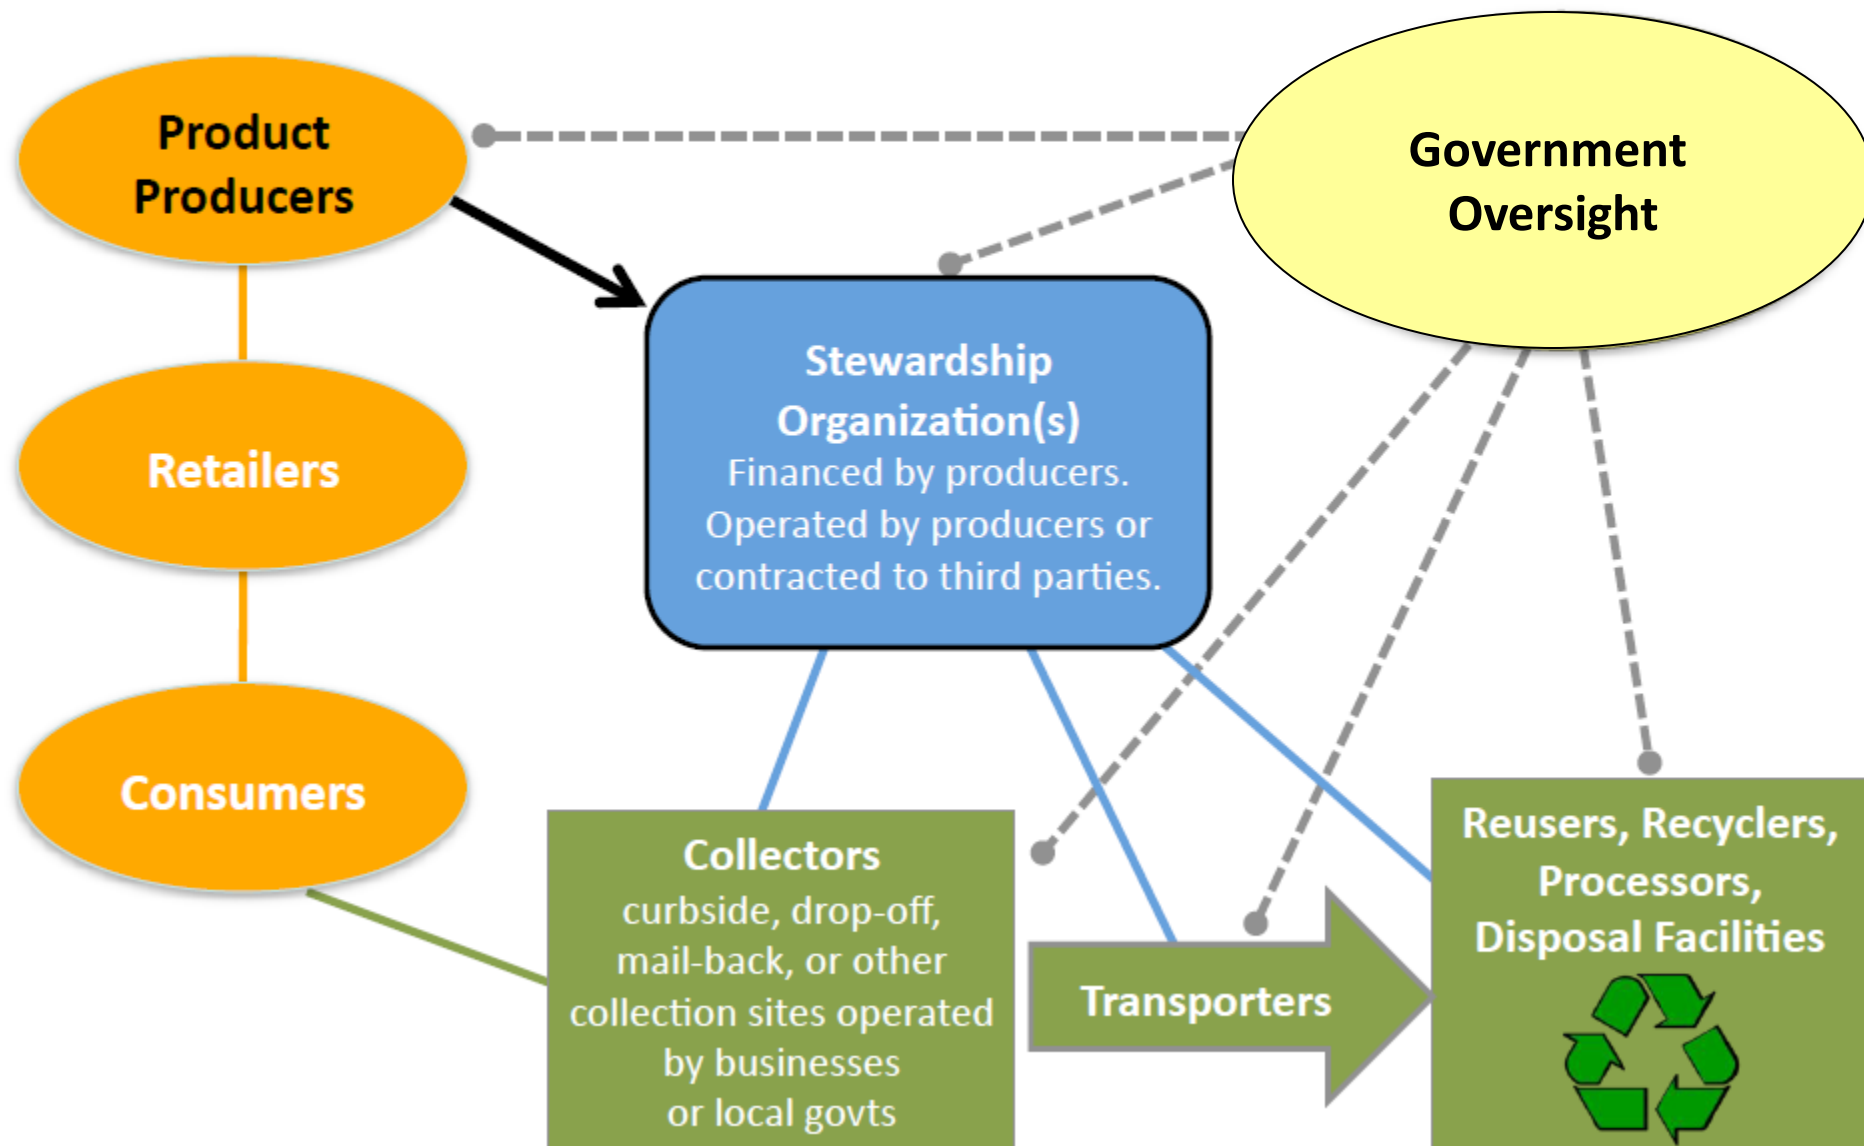 Product
Producers
Government
Oversight
Stewardship
Organization(s)
Financed by producers.
Operated by producers or
contracted to third parties.
Retailers
Consumers
Collectors
curbside, drop-off,
mail-back, or other
collection sites operated
by businesses
or local govts
Transporters
Reusers, Recyclers,
Processors,
Disposal Facilities